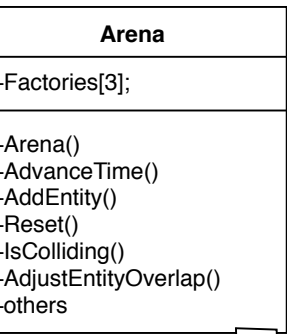 Arena
-Factories[3];
-Arena()
-AdvanceTime()
-AddEntity()
-Reset()
-IsColliding()
-AdjustEntityOverlap()
-others